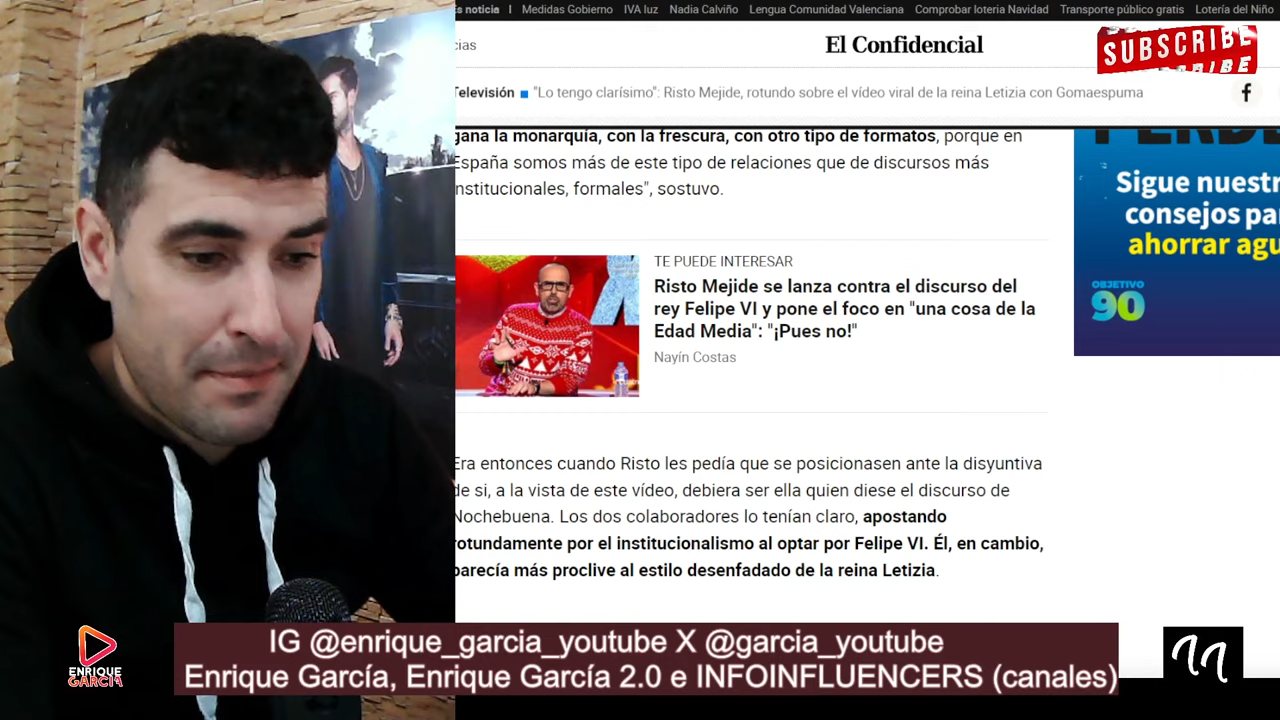 Es noticia | Medidas Gobierno IVA luz Nadia Calviño Lengua Comunidad Valenciana Comprobar loteria Navidad Transporte público gratis Lotería del Niño
cias
El Confidencial
SUBSCRIBE
Televisión "Lo tengo clarísimo": Risto Mejide, rotundo sobre el vídeo viral de la reina Letizia con Gomaespuma
gana la monarquía, con la frescura, con otro tipo de formatos, porque en
España somos más de este tipo de relaciones que de discursos más
institucionales, formales", sostuvo.
Sigue nuestr
consejos pa
ahorrar agu
OBJETIVO
90
TE PUEDE INTERESAR
Risto Mejide se lanza contra el discurso del
rey Felipe VI y pone el foco en "una cosa de la
Edad Media": "¡Pues no!"
Nayín Costas
Era entonces cuando Risto les pedía que se posicionasen ante la disyuntiva
de si, a la vista de este vídeo, debiera ser ella quien diese el discurso de
Nochebuena. Los dos colaboradores lo tenían claro, apostando
rotundamente por el institucionalismo al optar por Felipe VI. Él, en cambio,
parecía más proclive al estilo desenfadado de la reina Letizia.
IG @enrique_garcia_youtube X @garcia_youtube
Enrique García, Enrique García 2.0 e INFOINFLUENCERS (canales)
ENRIQUE
GARCÍA